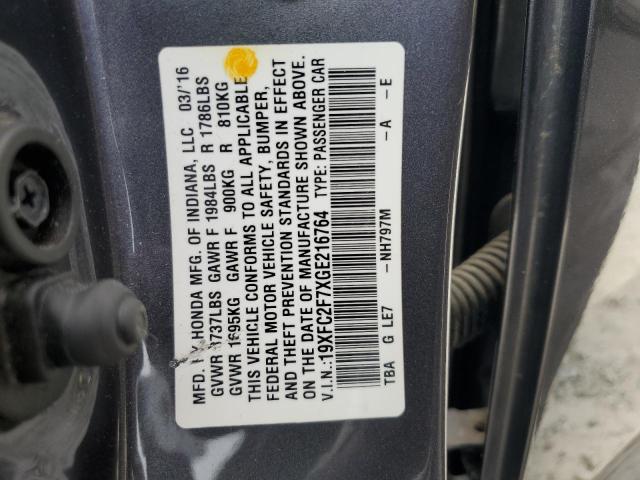 MFD. BY HONDA MFG. OF INDIANA, LLC 03/'16
GVWR 3737LBS GAWR F 1984LBS R 1786LBS
GVWR 1695KG GAWR F 900KG R 810KG
THIS VEHICLE CONFORMS TO ALL APPLICABLE
FEDERAL MOTOR VEHICLE SAFETY, BUMPER,
AND THEFT PREVENTION STANDARDS IN EFFECT
ON THE DATE OF MANUFACTURE SHOWN ABOVE.
V.I.N.:19XFC2F7XGE216764 TYPE: PASSENGER CAR
TBA G LE7 -NH797M -A -E